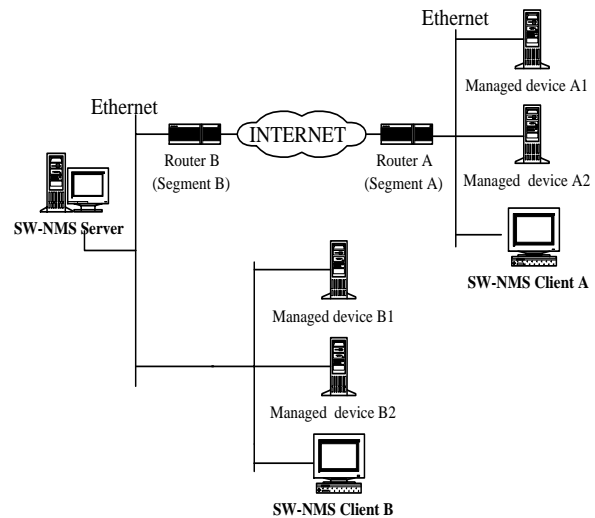 Ethernet
Managed device A1
Ethernet
INTERNET
Router B
(Segment B)
Router A
(Segment A)
Managed device A2
SW-NMS Server
SW-NMS Client A
Managed device B1
Managed device B2
SW-NMS Client B